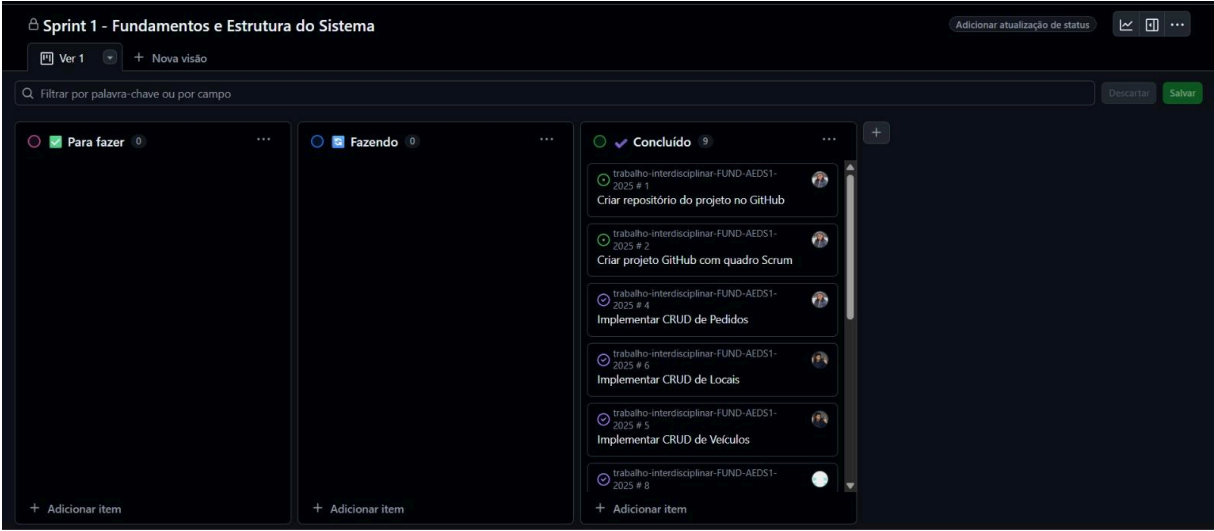 Sprint 1 - Fundamentos e Estrutura do Sistema
Adicionar atualização de status
Ver 1
Nova visão
Filtrar por palavra-chave ou por campo
Descartar
Salvar
Para fazer 0
Fazendo 0
Concluído 9
trabalho-interdisciplinar-FUND-AEDS1-
2025 # 1
Criar repositório do projeto no GitHub
trabalho-interdisciplinar-FUND-AEDS1-
2025 # 2
Criar projeto GitHub com quadro Scrum
trabalho-interdisciplinar-FUND-AEDS1-
2025 # 4
Implementar CRUD de Pedidos
trabalho-interdisciplinar-FUND-AEDS1-
2025 # 6
Implementar CRUD de Locais
trabalho-interdisciplinar-FUND-AEDS1-
2025 # 5
Implementar CRUD de Veículos
trabalho-interdisciplinar-FUND-AEDS1-
2025 # 8
+ Adicionar item
+ Adicionar item
+ Adicionar item